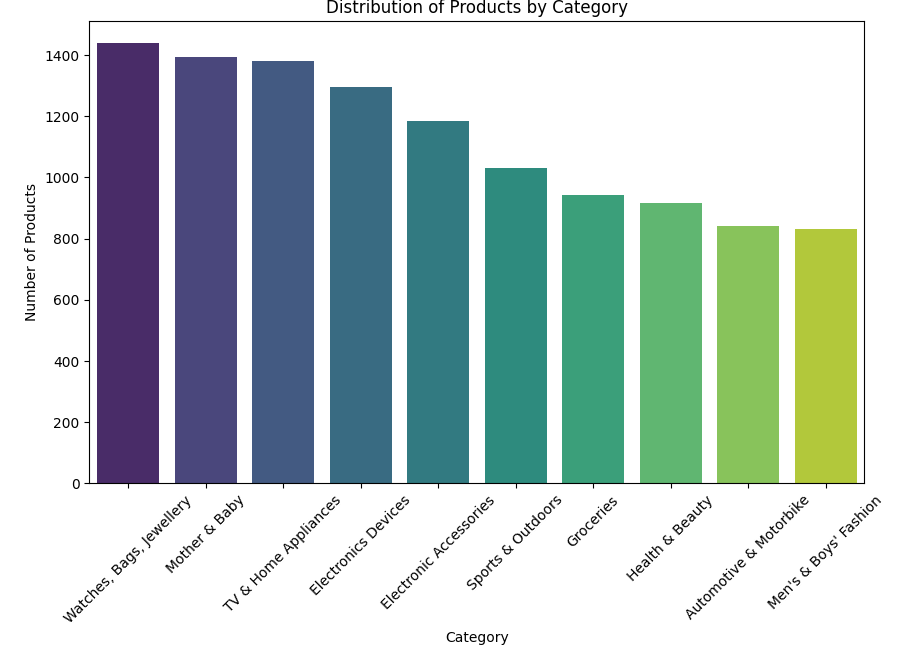 Distribution of Products by Category
Number of Products
1400
1200
1000
800
600
400
200
0
Watches, Bags, Jewellery
Mother & Baby
TV & Home Appliances
Electronics Devices
Electronic Accessories
Sports & Outdoors
Groceries
Health & Beauty
Automotive & Motorbike
Men's & Boys' Fashion
Category